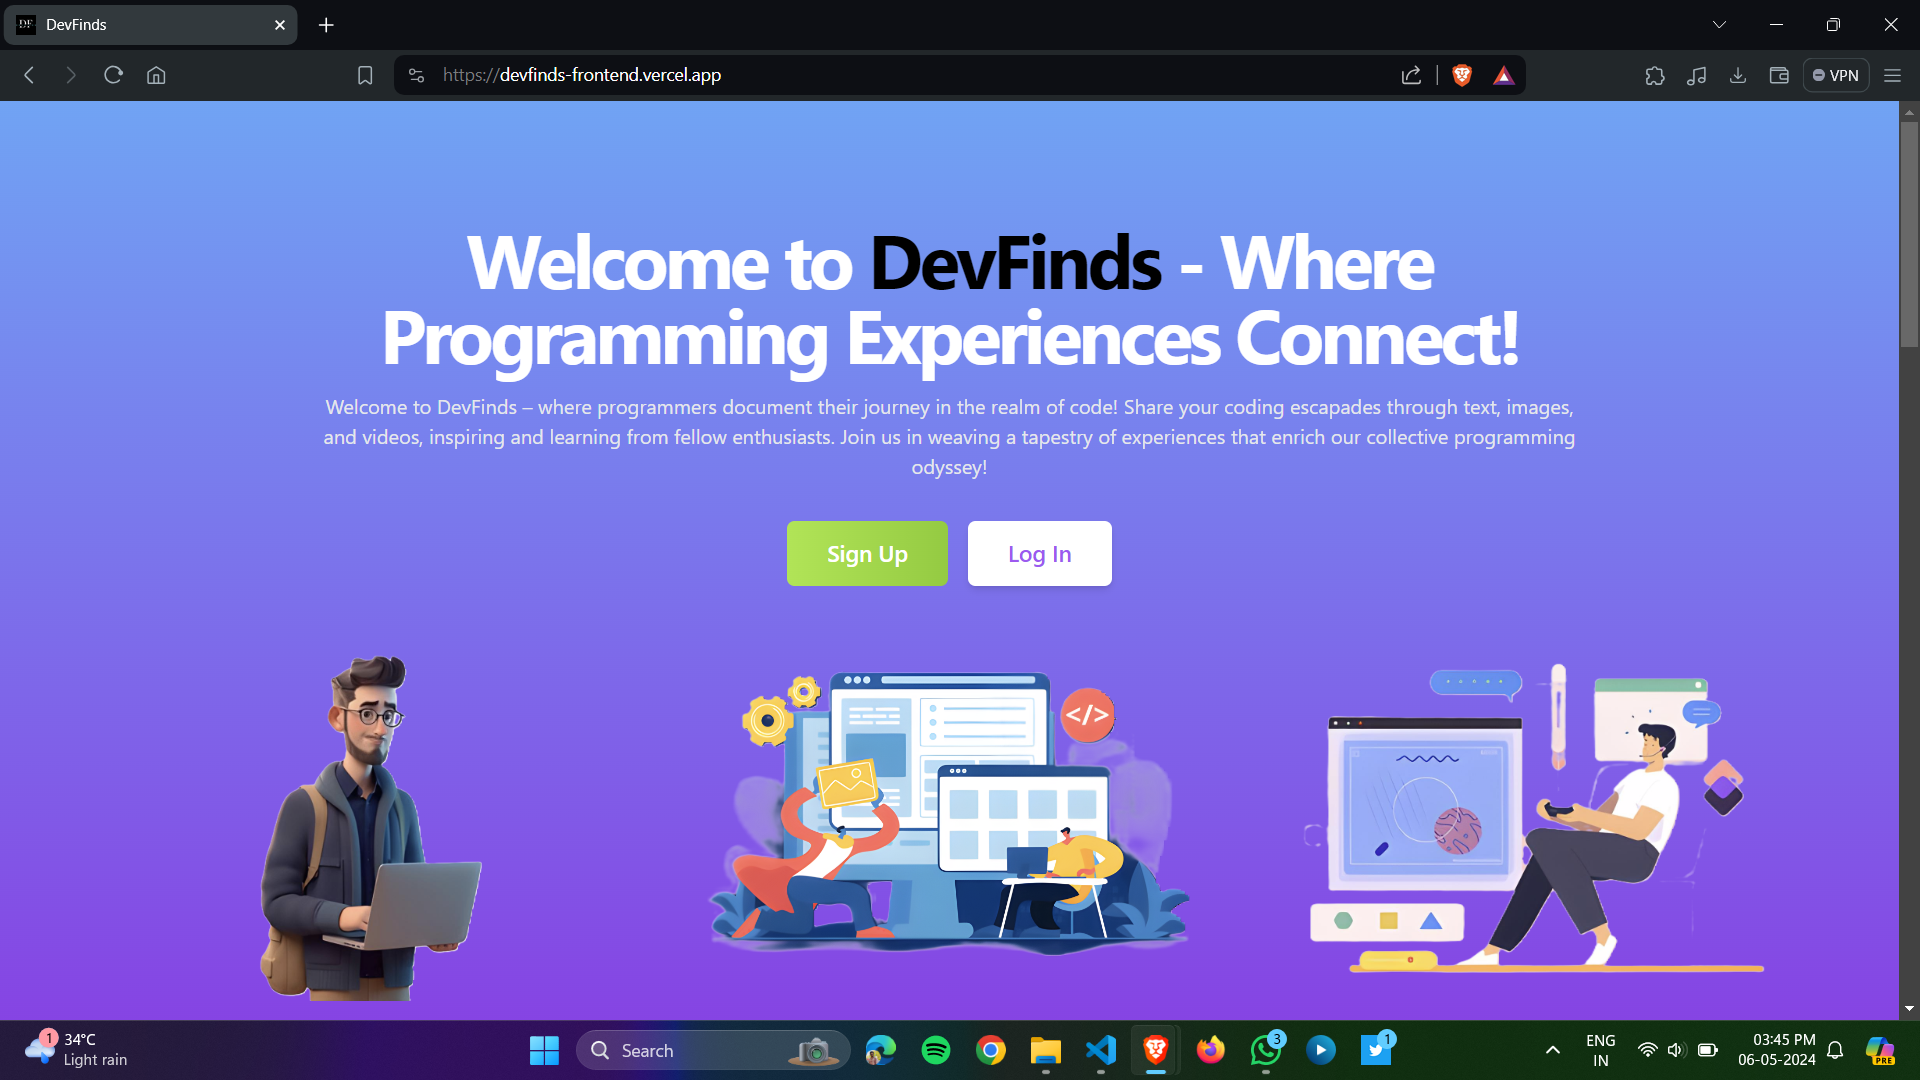 DF DevFinds
https://devfinds-frontend.vercel.app
VPN
Welcome to DevFinds - Where
Programming Experiences Connect!
Welcome to DevFinds – where programmers document their journey in the realm of code! Share your coding escapades through text, images,
and videos, inspiring and learning from fellow enthusiasts. Join us in weaving a tapestry of experiences that enrich our collective programming
odyssey!
Sign Up
Log In
</>
1
34°C
Light rain
Search
3
1
ENG
IN
03:45 PM
06-05-2024
PRE